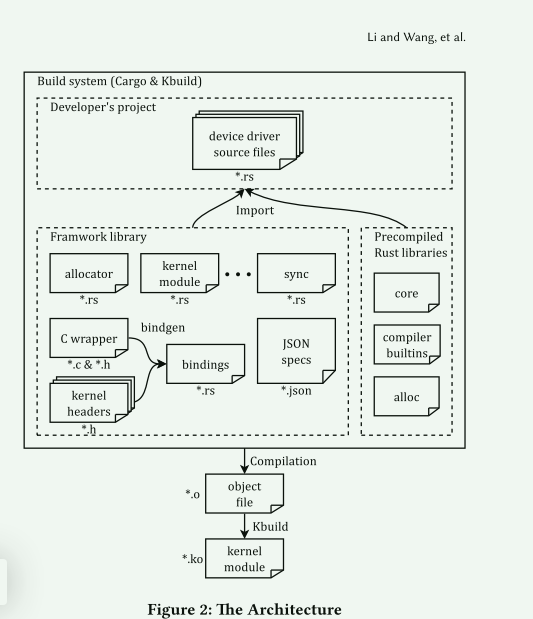 Li and Wang, et al.
Build system (Cargo & Kbuild)
Developer's project
device driver
source files
*.rs
Import
Framwork library
allocator
*.rs
kernel
module
*.rs
sync
*.rs
C wrapper
*.c & *.h
bindgen
kernel
headers
*.h
bindings
*.rs
JSON
specs
*.json
Precompiled
Rust libraries
core
compiler
builtins
alloc
Compilation
*.o
object
file
Kbuild
*.ko
kernel
module
Figure 2: The Architecture